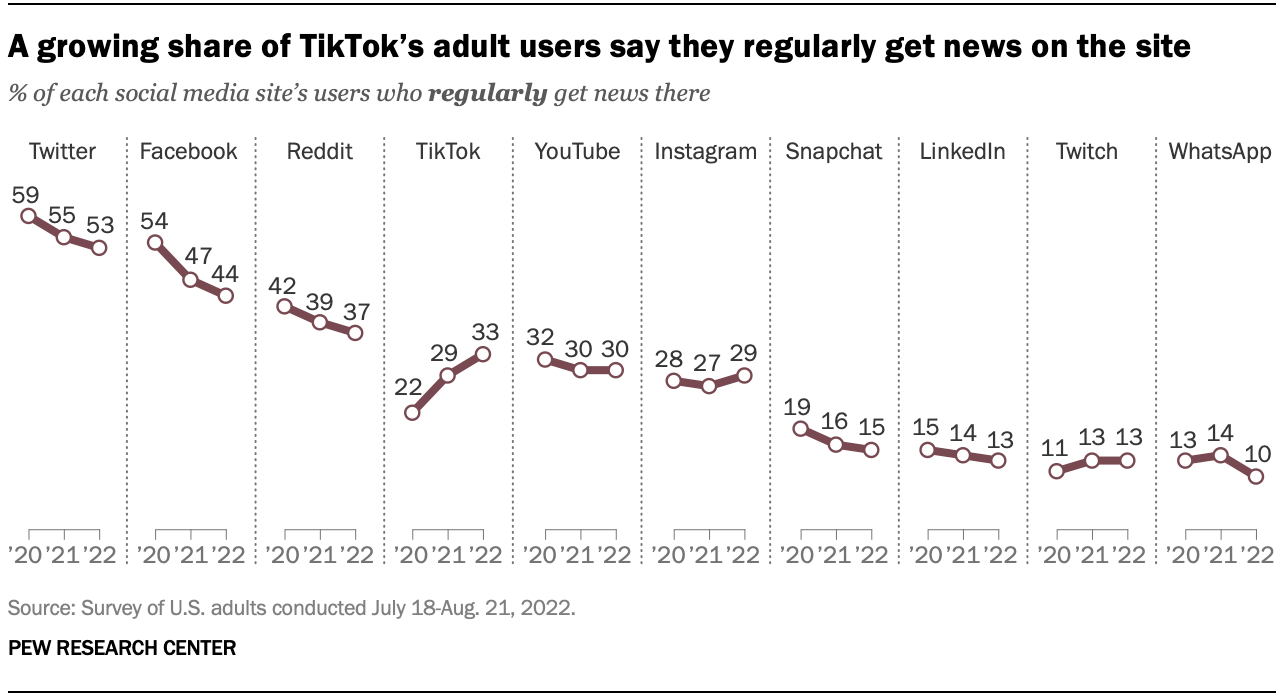 A growing share of TikTok’s adult users say they regularly get news on the site
% of each social media site’s users who regularly get news there
Twitter Facebook Reddit TikTok YouTube Instagram Snapchat LinkedIn Twitch WhatsApp
59 55 53 54 47 44 42 39 37 22 29 33 32 30 30 28 27 29 19 16 15 15 14 13 11 13 13 13 14 10
’20 ’21 ’22 ’20 ’21 ’22 ’20 ’21 ’22 ’20 ’21 ’22 ’20 ’21 ’22 ’20 ’21 ’22 ’20 ’21 ’22 ’20 ’21 ’22 ’20 ’21 ’22 ’20 ’21 ’22
Source: Survey of U.S. adults conducted July 18-Aug. 21, 2022.
PEW RESEARCH CENTER